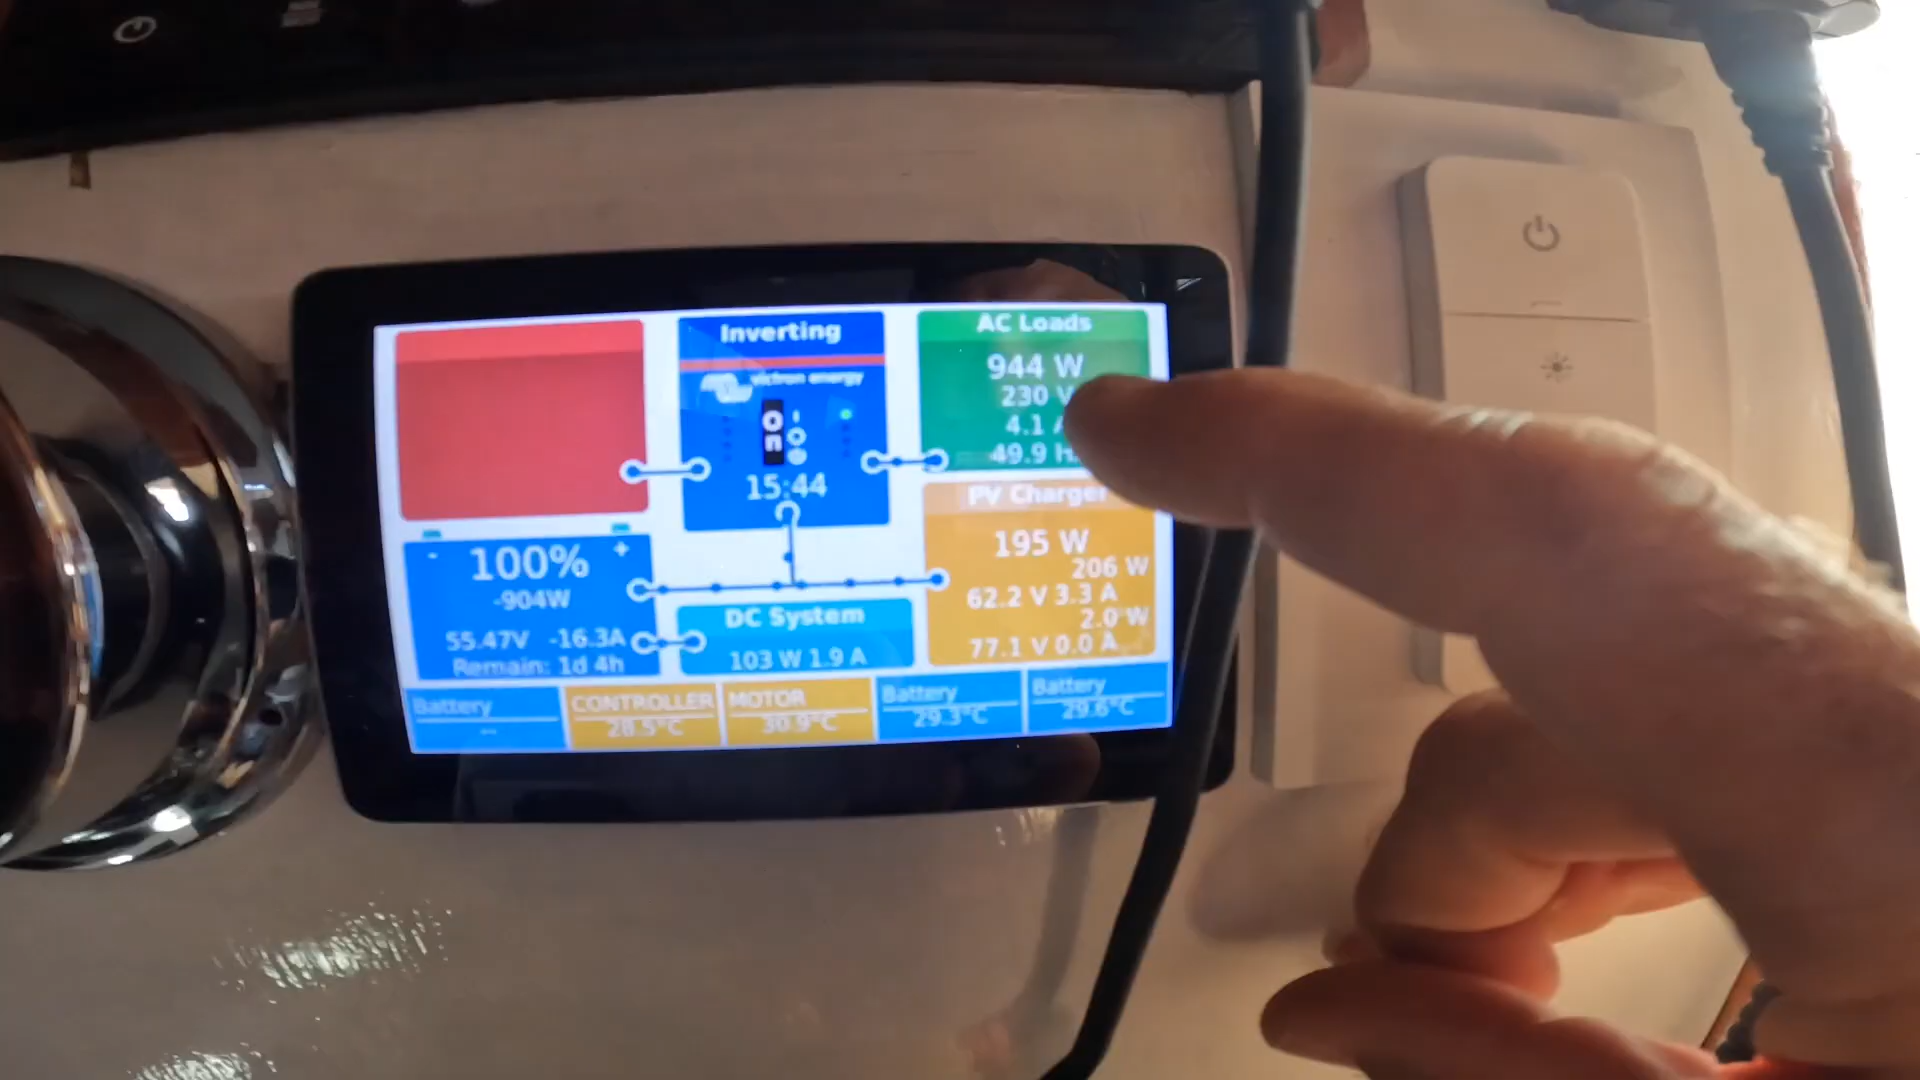 Inverting
victron energy
on
15:44
AC Loads
944 W
230 V
4.1 A
49.9 H
PV Charger
195 W
206 W
62.2 V 3.3 A
2.0 W
77.1 V 0.0 A
- 100% +
-904W
55.47V -16.3A
Remain: 1d 4h
DC System
103 W 1.9 A
Battery
--
CONTROLLER
28.5°C
MOTOR
30.9°C
Battery
29.3°C
Battery
29.6°C